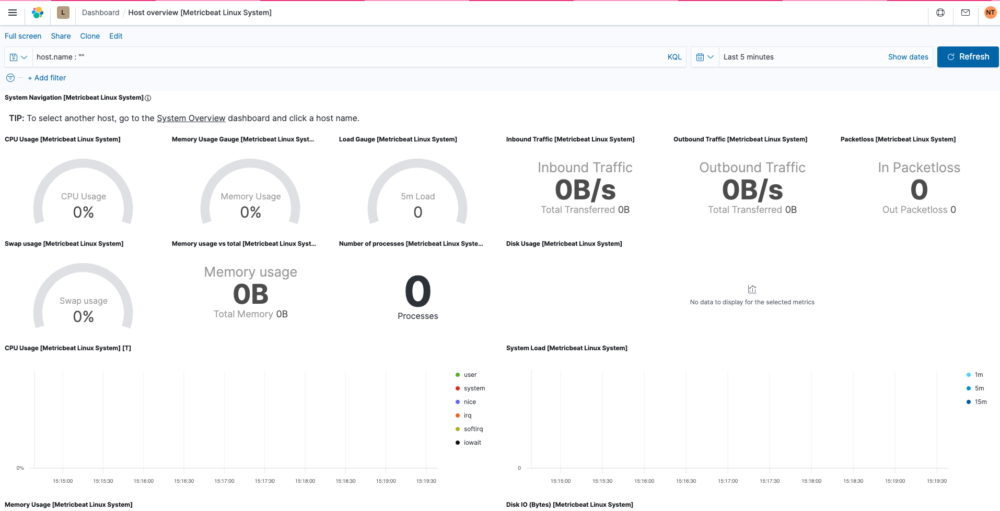 L Dashboard / Host overview [Metricbeat Linux System] NT
Full screen Share Clone Edit
host.name : "" KQL Last 5 minutes Show dates Refresh
+ Add filter
System Navigation [Metricbeat Linux System]
TIP: To select another host, go to the System Overview dashboard and click a host name.
CPU Usage [Metricbeat Linux System]
CPU Usage
0%
Memory Usage Gauge [Metricbeat Linux Syst...
Memory Usage
0%
Load Gauge [Metricbeat Linux System]
5m Load
0
Inbound Traffic [Metricbeat Linux System]
Inbound Traffic
0B/s
Total Transferred 0B
Outbound Traffic [Metricbeat Linux System]
Outbound Traffic
0B/s
Total Transferred 0B
Packetloss [Metricbeat Linux System]
In Packetloss
0
Out Packetloss 0
Swap usage [Metricbeat Linux System]
Swap usage
0%
Memory usage vs total [Metricbeat Linux Syst...
Memory usage
0B
Total Memory 0B
Number of processes [Metricbeat Linux Syste...
0
Processes
Disk Usage [Metricbeat Linux System]
No data to display for the selected metrics
CPU Usage [Metricbeat Linux System] [T]
user
system
nice
irq
softirq
iowait
0%
15:15:00 15:15:30 15:16:00 15:16:30 15:17:00 15:17:30 15:18:00 15:18:30 15:19:00 15:19:30
System Load [Metricbeat Linux System]
1m
5m
15m
0
15:15:00 15:15:30 15:16:00 15:16:30 15:17:00 15:17:30 15:18:00 15:18:30 15:19:00 15:19:30
Memory Usage [Metricbeat Linux System]
Disk IO (Bytes) [Metricbeat Linux System]